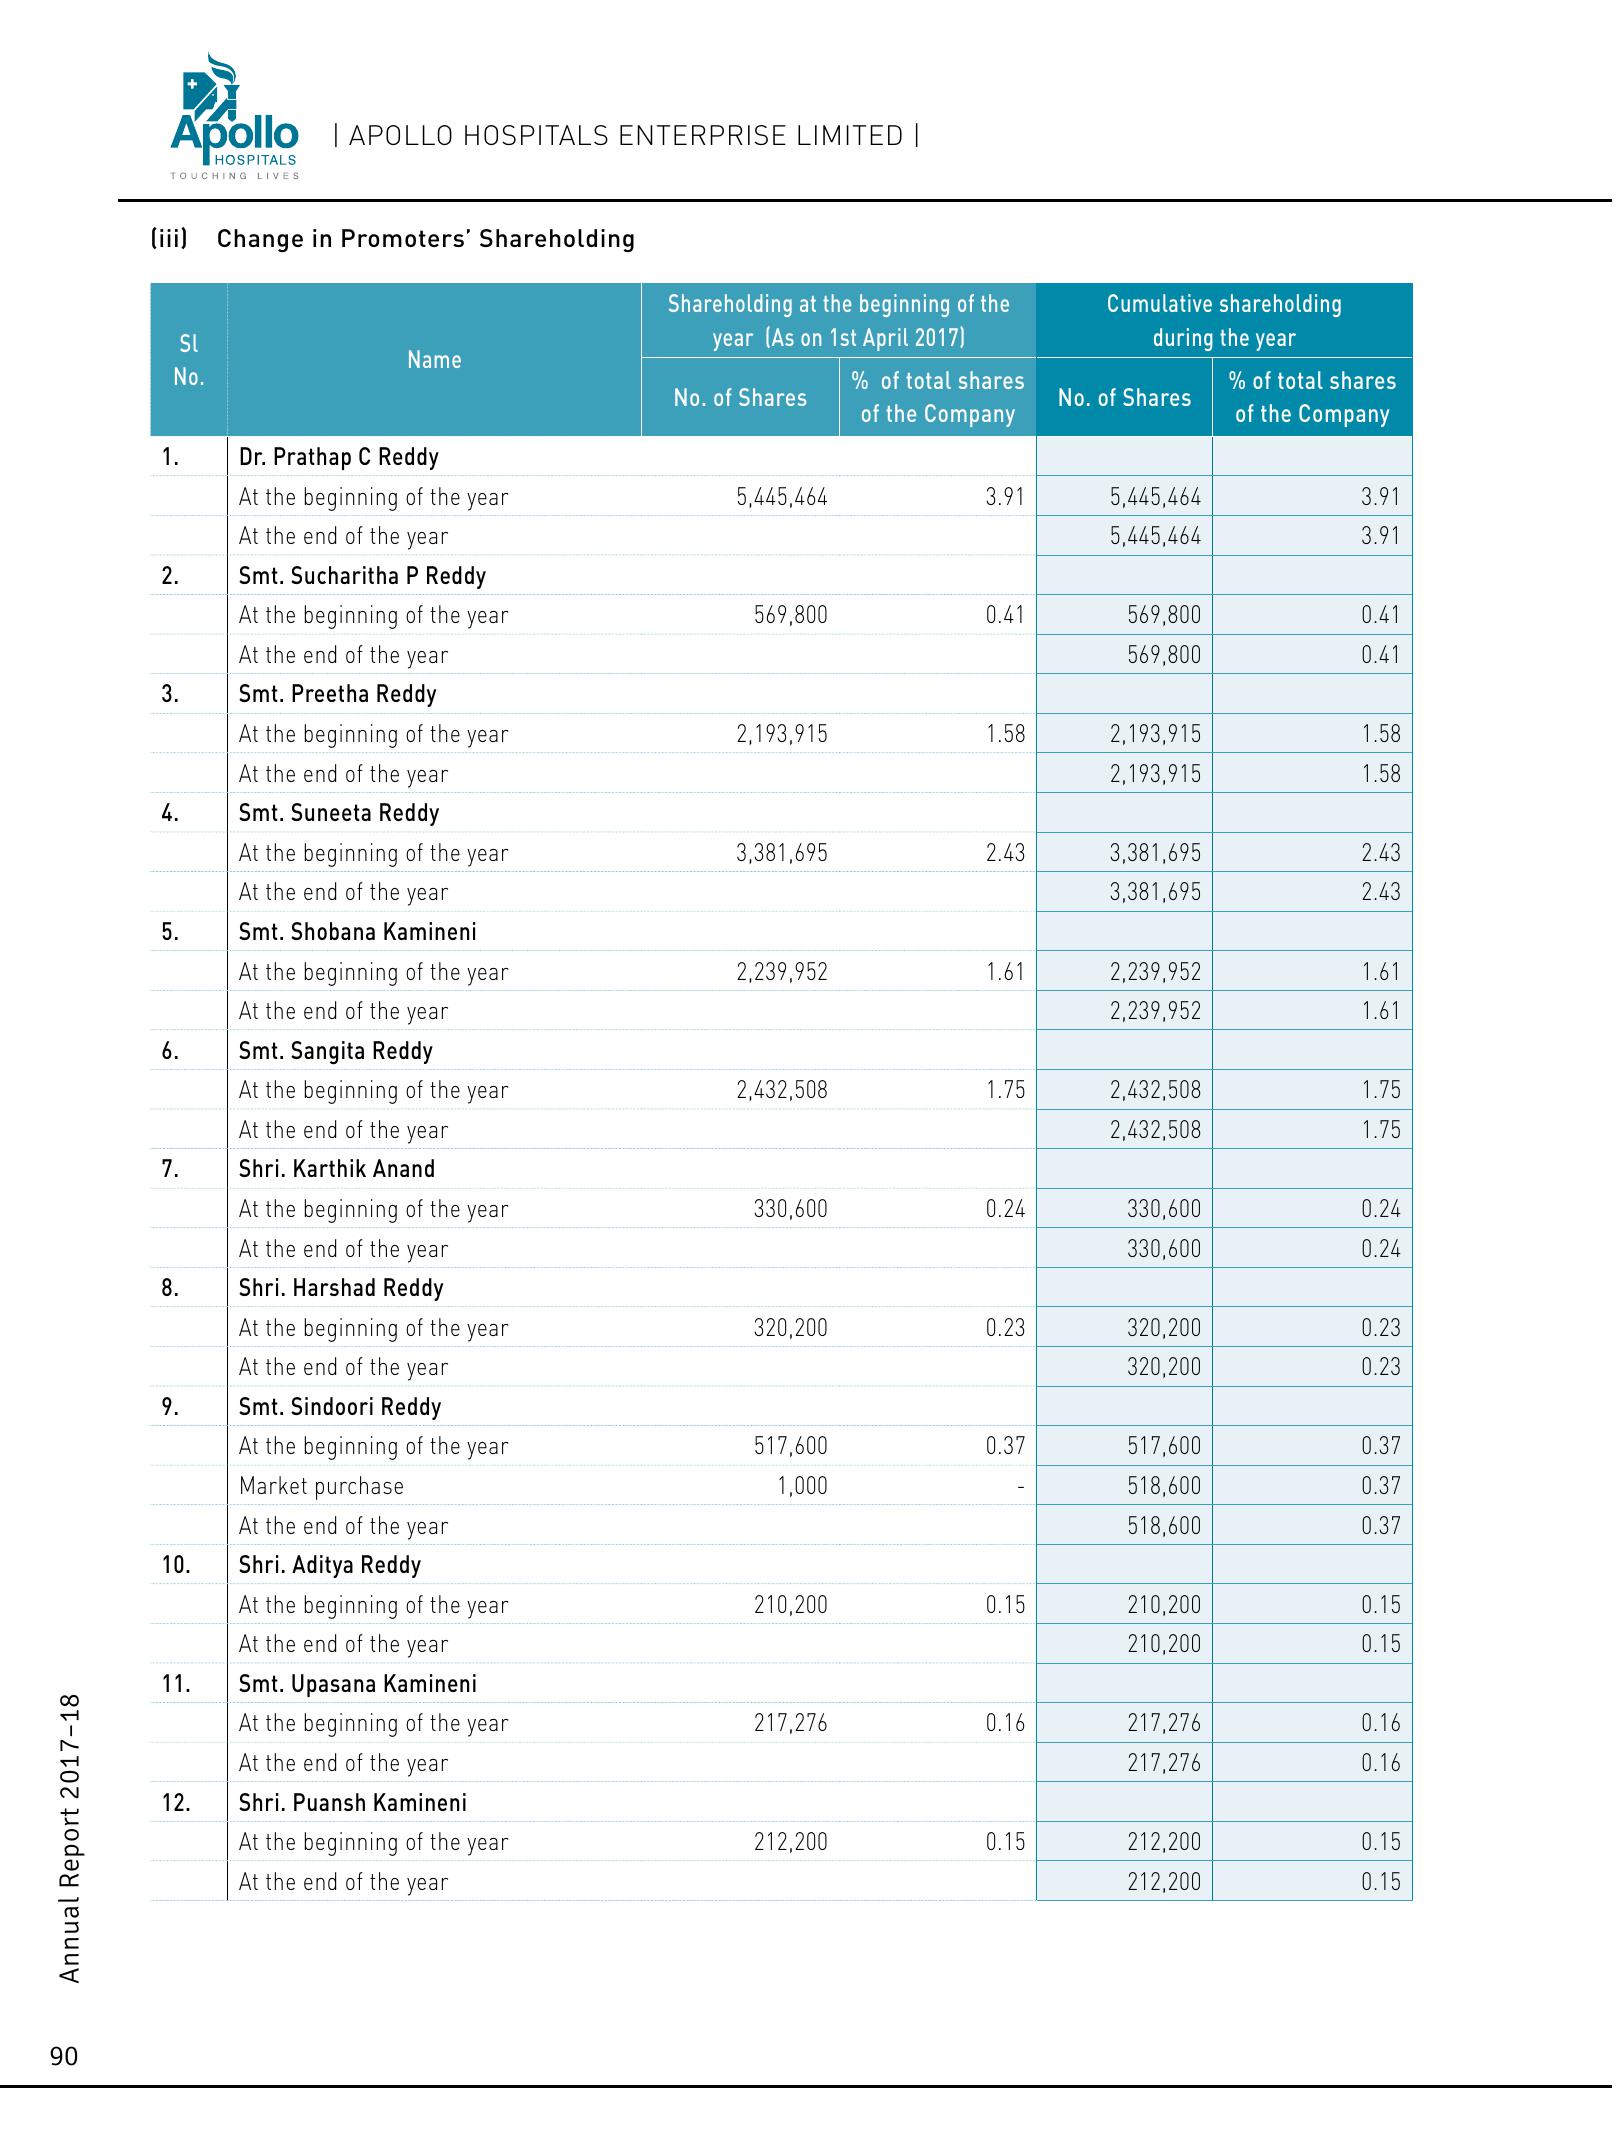 Apollo
HOSPITALS
TOUCHING LIVES
| APOLLO HOSPITALS ENTERPRISE LIMITED |
(iii) Change in Promoters’ Shareholding
Sl No. Name Shareholding at the beginning of the year (As on 1st April 2017) Cumulative shareholding during the year
No. of Shares % of total shares of the Company No. of Shares % of total shares of the Company
1. Dr. Prathap C Reddy
At the beginning of the year 5,445,464 3.91 5,445,464 3.91
At the end of the year 5,445,464 3.91
2. Smt. Sucharitha P Reddy
At the beginning of the year 569,800 0.41 569,800 0.41
At the end of the year 569,800 0.41
3. Smt. Preetha Reddy
At the beginning of the year 2,193,915 1.58 2,193,915 1.58
At the end of the year 2,193,915 1.58
4. Smt. Suneeta Reddy
At the beginning of the year 3,381,695 2.43 3,381,695 2.43
At the end of the year 3,381,695 2.43
5. Smt. Shobana Kamineni
At the beginning of the year 2,239,952 1.61 2,239,952 1.61
At the end of the year 2,239,952 1.61
6. Smt. Sangita Reddy
At the beginning of the year 2,432,508 1.75 2,432,508 1.75
At the end of the year 2,432,508 1.75
7. Shri. Karthik Anand
At the beginning of the year 330,600 0.24 330,600 0.24
At the end of the year 330,600 0.24
8. Shri. Harshad Reddy
At the beginning of the year 320,200 0.23 320,200 0.23
At the end of the year 320,200 0.23
9. Smt. Sindoori Reddy
At the beginning of the year 517,600 0.37 517,600 0.37
Market purchase 1,000 - 518,600 0.37
At the end of the year 518,600 0.37
10. Shri. Aditya Reddy
At the beginning of the year 210,200 0.15 210,200 0.15
At the end of the year 210,200 0.15
11. Smt. Upasana Kamineni
At the beginning of the year 217,276 0.16 217,276 0.16
At the end of the year 217,276 0.16
12. Shri. Puansh Kamineni
At the beginning of the year 212,200 0.15 212,200 0.15
At the end of the year 212,200 0.15
Annual Report 2017–18
90